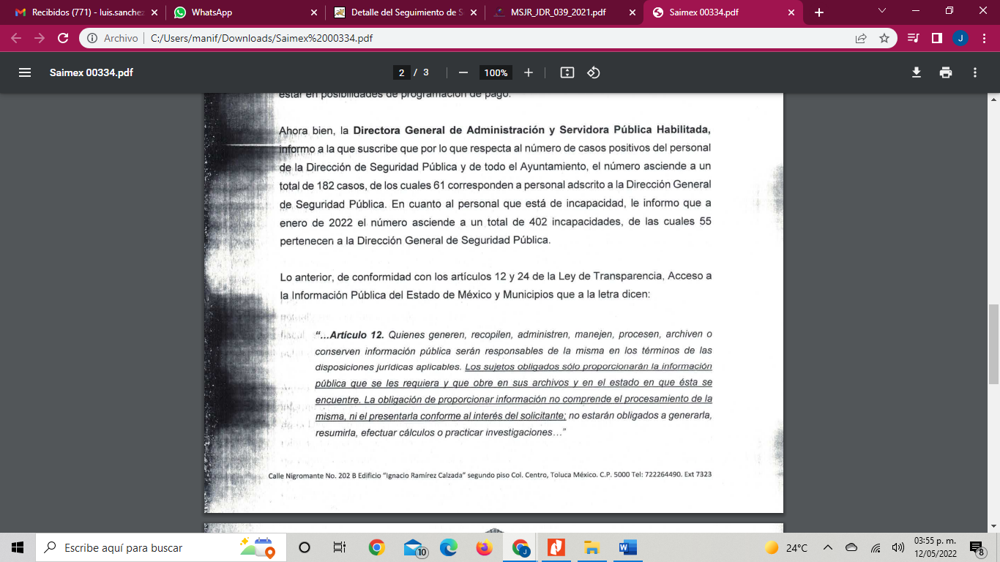 Recibidos (771) - luis.sanchez
WhatsApp
Detalle del Seguimiento de S
MSJR_JDR_039_2021.pdf
Saimex 00334.pdf
Archivo
C:/Users/manif/Downloads/Saimex%2000334.pdf
J
Saimex 00334.pdf
2 / 3
100%
estar en posibilidades de programación de pago.
Ahora bien, la Directora General de Administración y Servidora Pública Habilitada,
informo a la que suscribe que por lo que respecta al número de casos positivos del personal
de la Dirección de Seguridad Pública y de todo el Ayuntamiento, el número asciende a un
total de 182 casos, de los cuales 61 corresponden a personal adscrito a la Dirección General
de Seguridad Pública. En cuanto al personal que está de incapacidad, le informo que a
enero de 2022 el número asciende a un total de 402 incapacidades, de las cuales 55
pertenecen a la Dirección General de Seguridad Pública.
Lo anterior, de conformidad con los artículos 12 y 24 de la Ley de Transparencia, Acceso a
la Información Pública del Estado de México y Municipios que a la letra dicen:
“...Artículo 12. Quienes generen, recopilen, administren, manejen, procesen, archiven o
conserven información pública serán responsables de la misma en los términos de las
disposiciones jurídicas aplicables. Los sujetos obligados sólo proporcionarán la información
pública que se les requiera y que obre en sus archivos y en el estado en que ésta se
encuentre. La obligación de proporcionar información no comprende el procesamiento de la
misma, ni el presentarla conforme al interés del solicitante; no estarán obligados a generarla,
resumirla, efectuar cálculos o practicar investigaciones...”
Calle Nigromante No. 202 B Edificio “Ignacio Ramírez Calzada” segundo piso Col. Centro, Toluca México. C.P. 5000 Tel: 722264490. Ext 7323
Escribe aquí para buscar
10
J
24°C
03:55 p. m.
12/05/2022
8